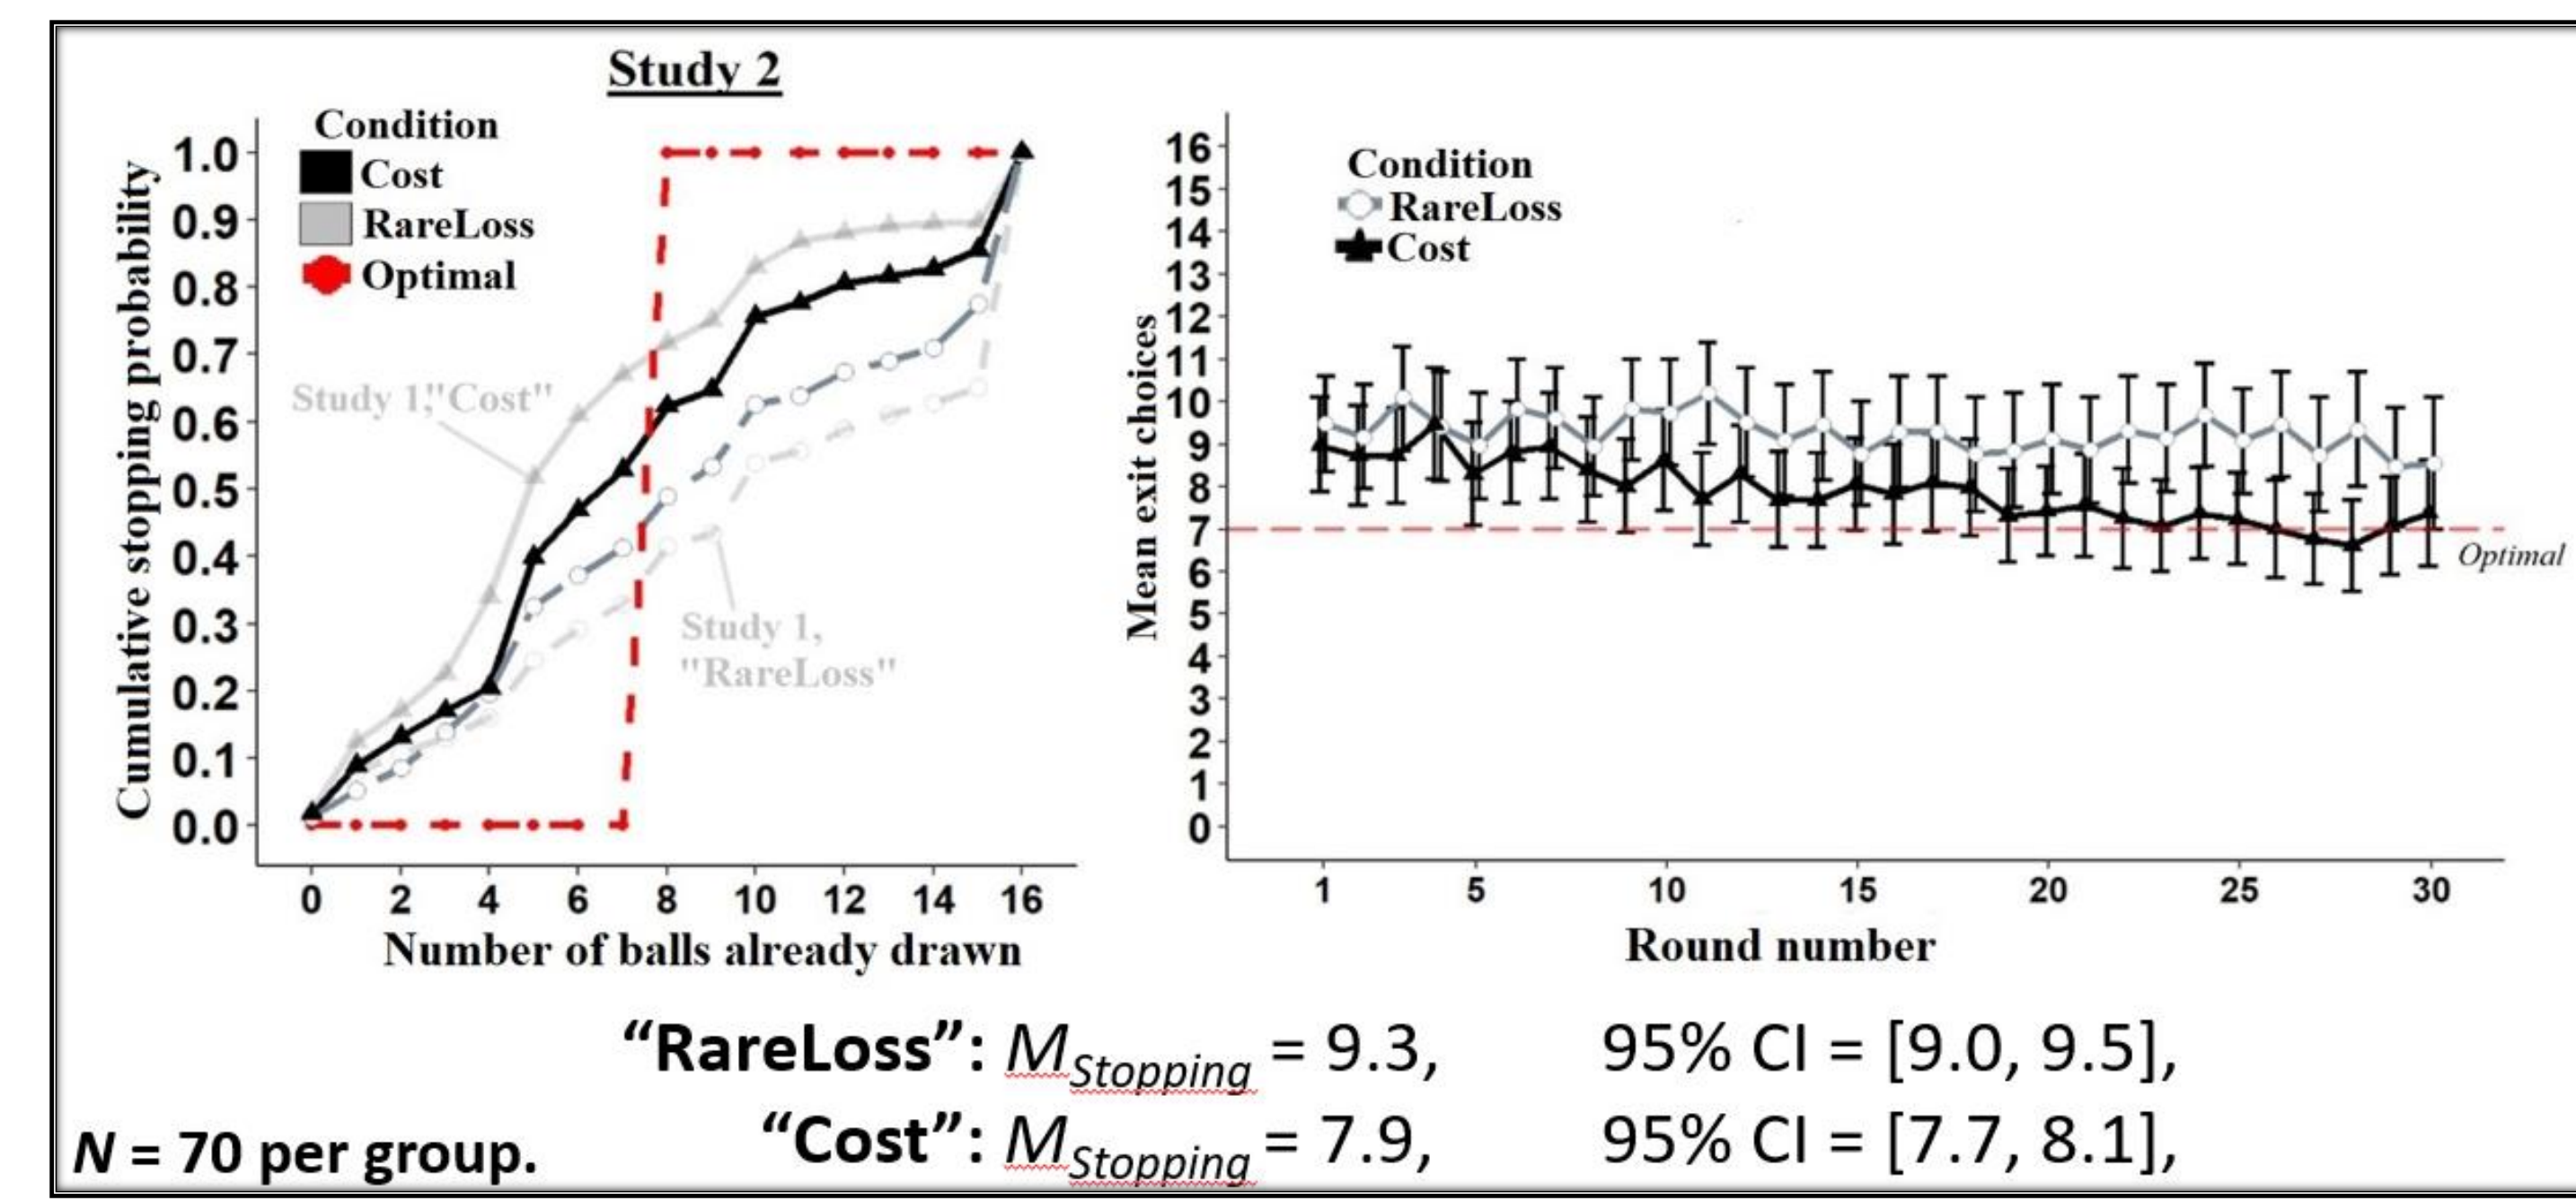 Study 2
Condition
Cost
RareLoss
Optimal
Cumulative stopping probability
1.0
0.9
0.8
0.7
0.6
0.5
0.4
0.3
0.2
0.1
0.0
Study 1,"Cost"
Study 1,
"RareLoss"
0 2 4 6 8 10 12 14 16
Number of balls already drawn
Condition
RareLoss
Cost
Mean exit choices
16
15
14
13
12
11
10
9
8
7
6
5
4
3
2
1
0
Optimal
1 5 10 15 20 25 30
Round number
“RareLoss”: MStopping = 9.3, 95% CI = [9.0, 9.5],
“Cost”: MStopping = 7.9, 95% CI = [7.7, 8.1],
N = 70 per group.